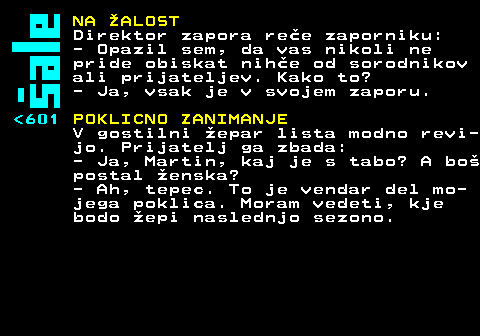 Šale
NA ŽALOST
Direktor zapora reče zaporniku:
- Opazil sem, da vas nikoli ne
pride obiskat nihče od sorodnikov
ali prijateljev. Kako to?
- Ja, vsak je v svojem zaporu.
<601 POKLICNO ZANIMANJE
V gostilni žepar lista modno revi-
jo. Prijatelj ga zbada:
- Ja, Martin, kaj je s tabo? A boš
postal ženska?
- Ah, tepec. To je vendar del mo-
jega poklica. Moram vedeti, kje
bodo žepi naslednjo sezono.